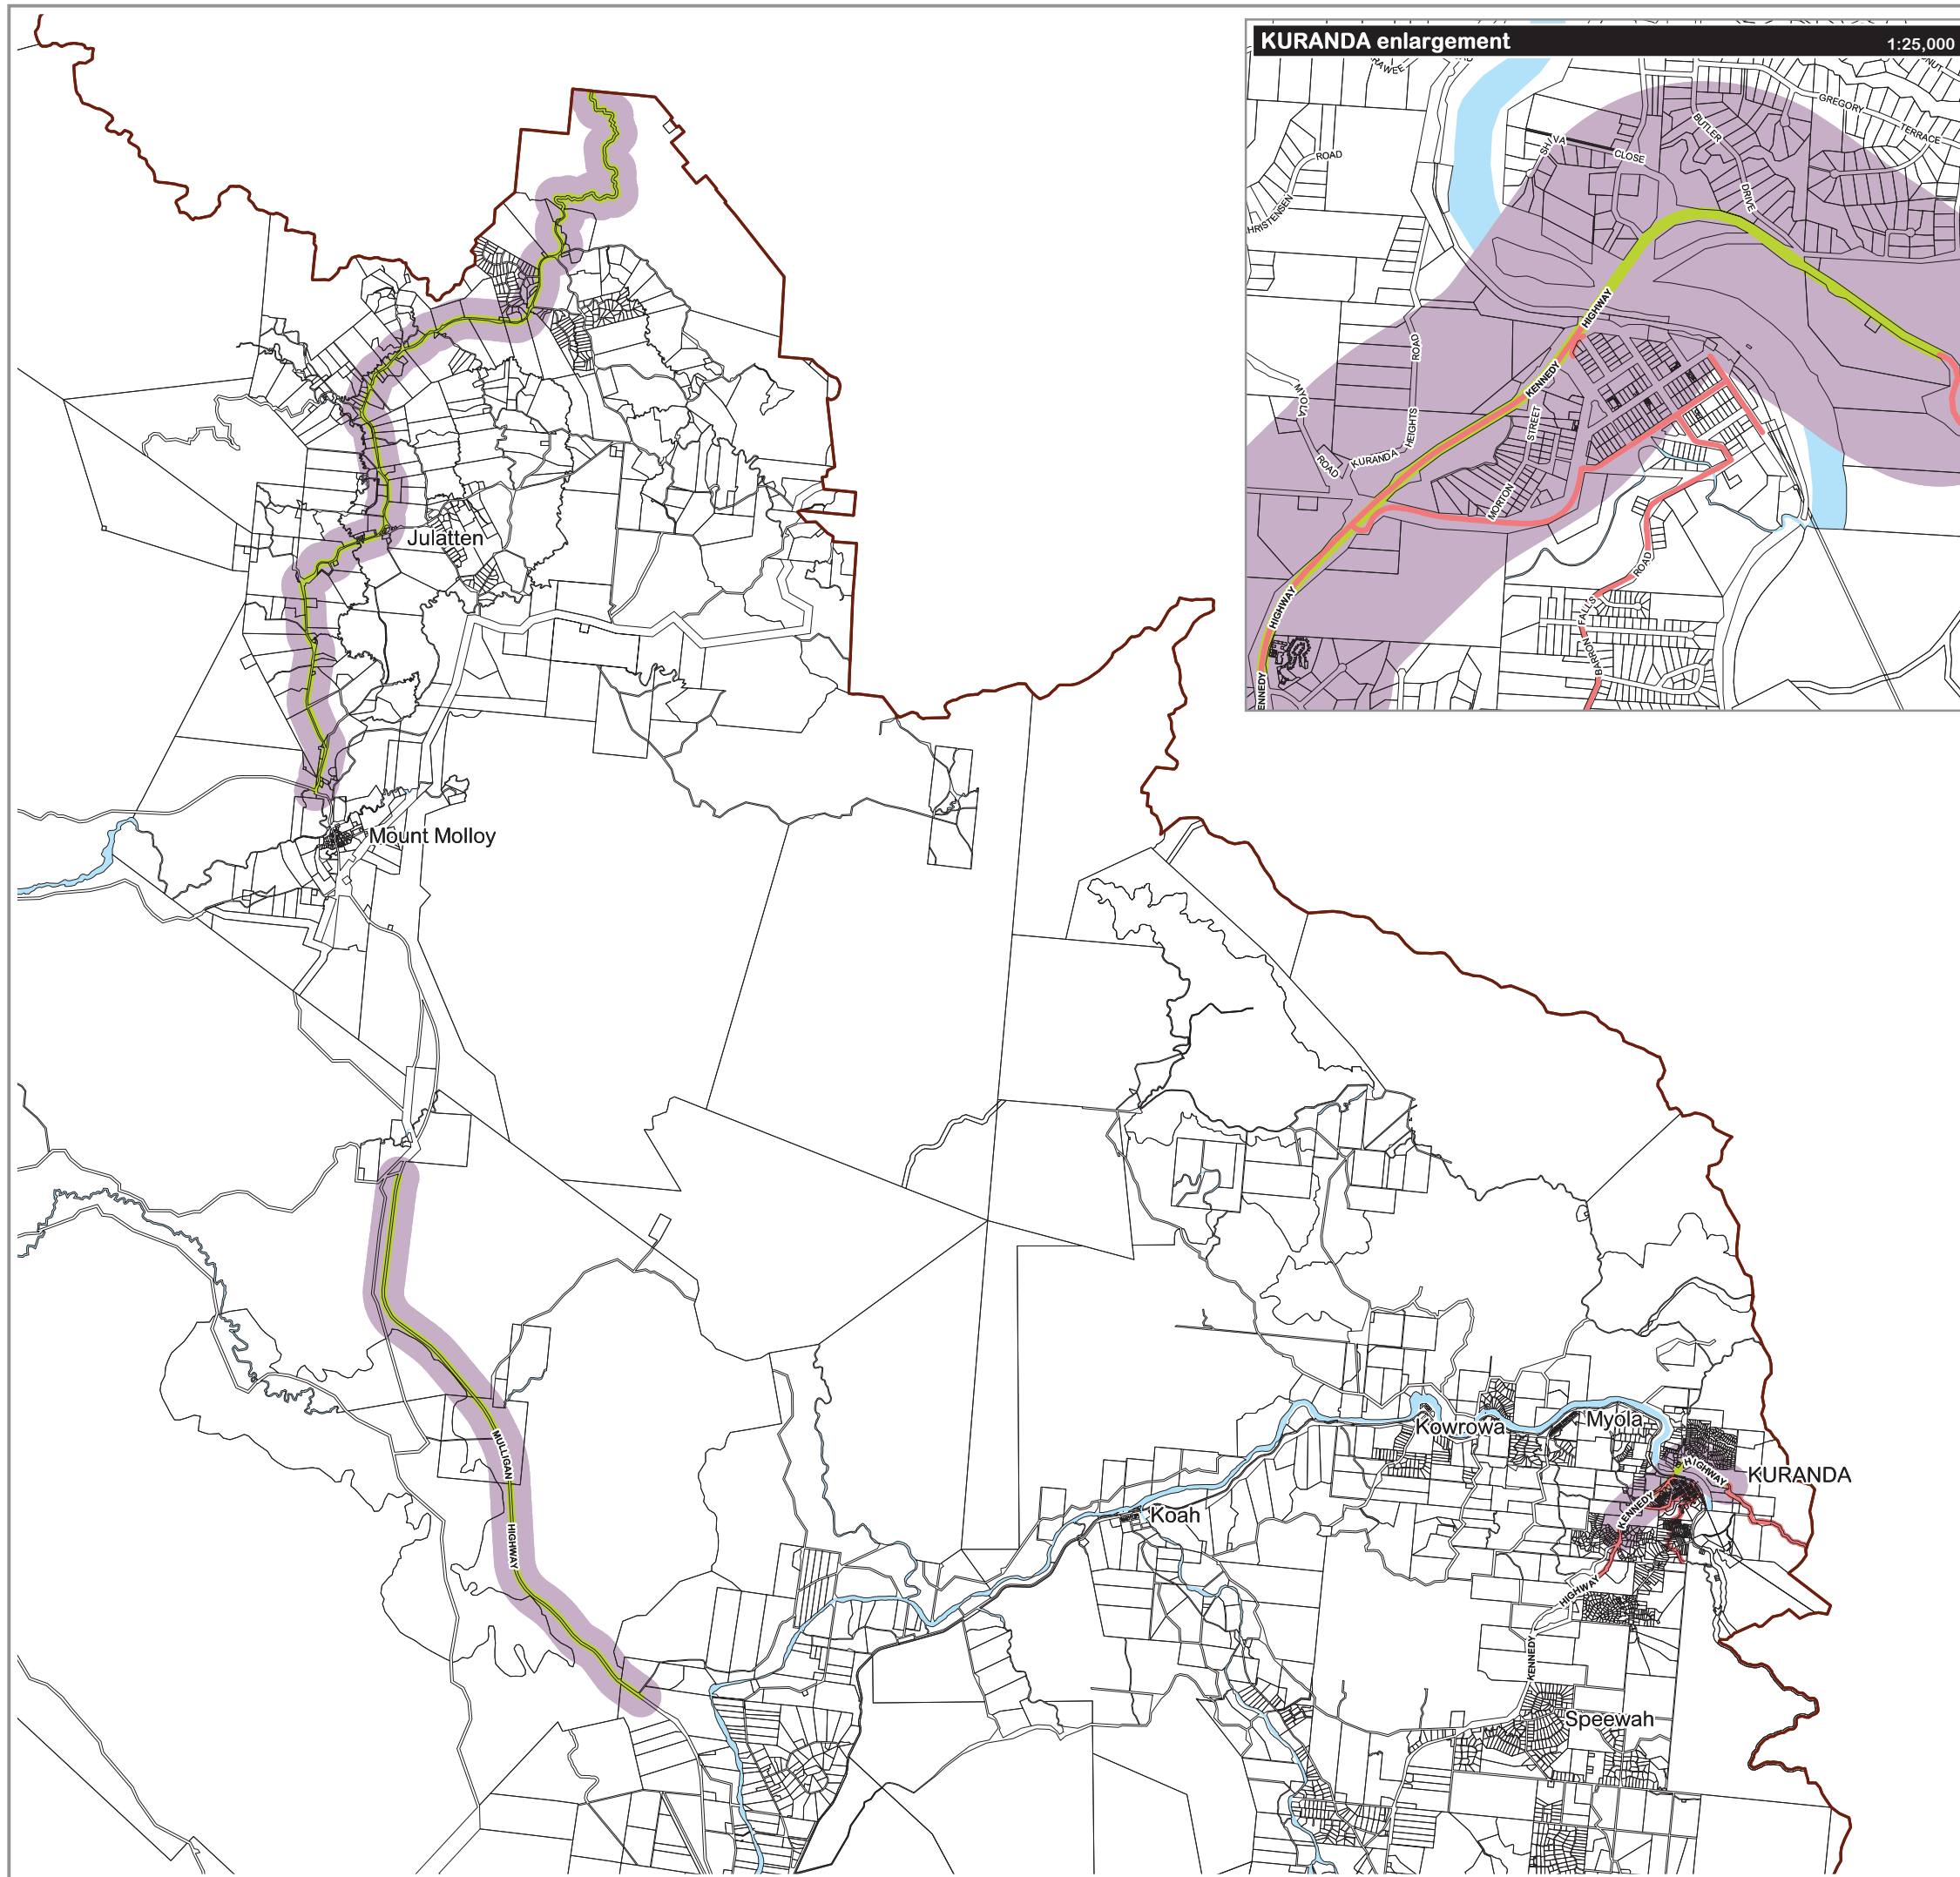 KURANDA enlargement
1:25,000
GREGORY
TERRACE
BUTLER
DRIVE
CLOSE
ROAD
ROAD
HEIGHTS
KURANDA
MYOLA
ROAD
HIGHWAY
KENNEDY
STREET
MORTON
HIGHWAY
ROAD
FALLS
BARRON
Julatten
Mount Molloy
MULLIGAN
HIGHWAY
Kowrowa
Myola
HIGHWAY
KURANDA
KENNEDY
Koah
HIGHWAY
KENNEDY
Speewah